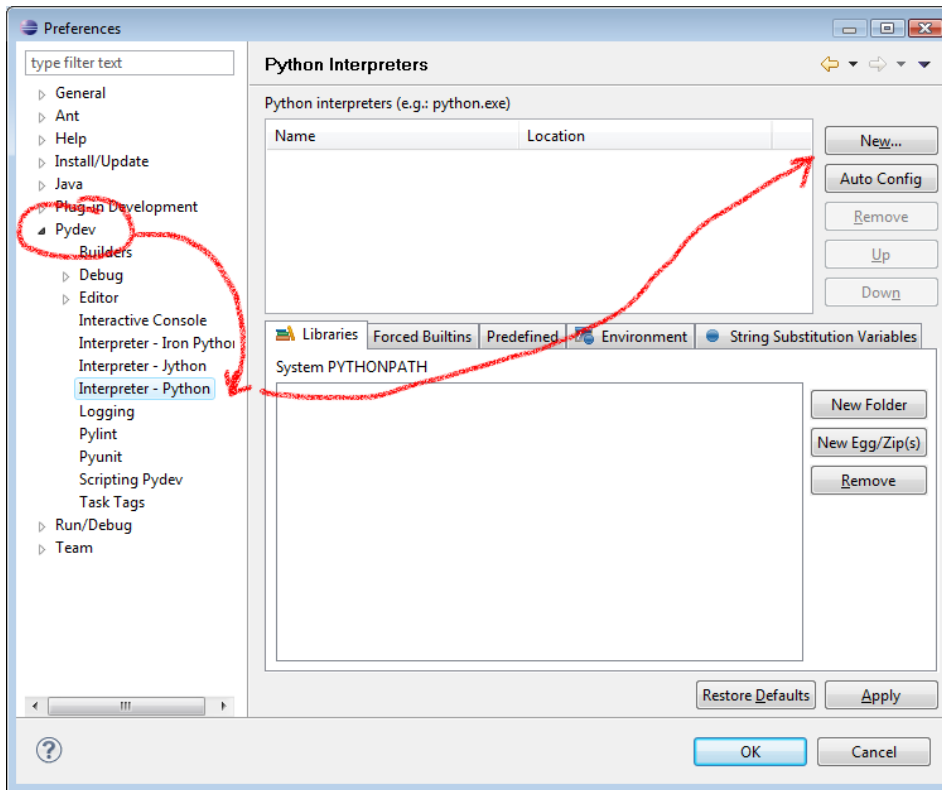 Preferences
type filter text
General
Ant
Help
Install/Update
Java
Plug-in Development
Pydev
Builders
Debug
Editor
Interactive Console
Interpreter - Iron Python
Interpreter - Jython
Interpreter - Python
Logging
Pylint
Pyunit
Scripting Pydev
Task Tags
Run/Debug
Team
Python Interpreters
Python interpreters (e.g.: python.exe)
Name Location
New...
Auto Config
Remove
Up
Down
Libraries Forced Builtins Predefined Environment String Substitution Variables
System PYTHONPATH
New Folder
New Egg/Zip(s)
Remove
Restore Defaults Apply
OK Cancel